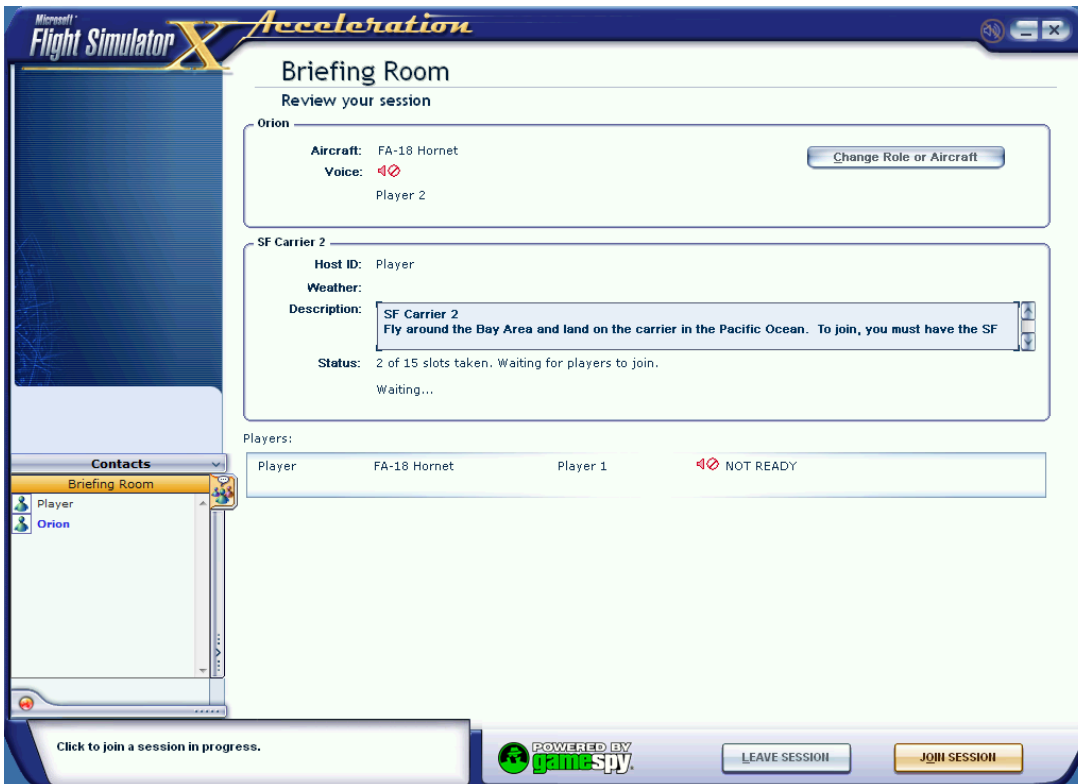 Microsoft
Flight Simulator X
Acceleration
Briefing Room
Review your session
Orion
Aircraft: FA-18 Hornet
Change Role or Aircraft
Voice:
Player 2
SF Carrier 2
Host ID: Player
Weather:
Description: SF Carrier 2
Fly around the Bay Area and land on the carrier in the Pacific Ocean. To join, you must have the SF
Status: 2 of 15 slots taken. Waiting for players to join.
Waiting...
Players:
Player FA-18 Hornet Player 1 NOT READY
Contacts
Briefing Room
Player
Orion
Click to join a session in progress.
POWERED BY
gamespy.
LEAVE SESSION
JOIN SESSION